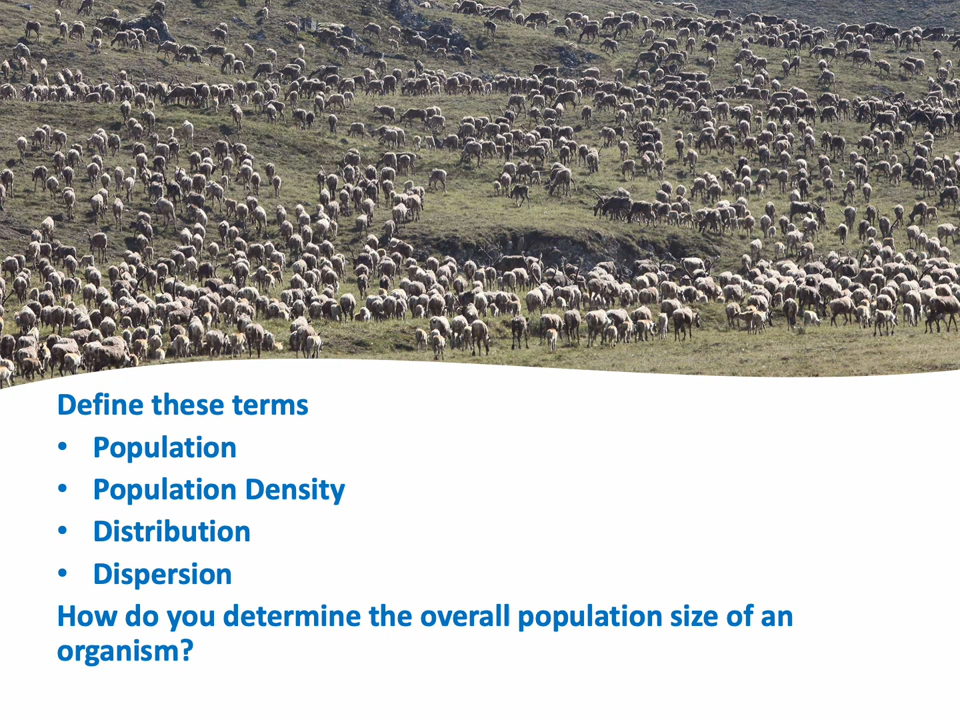 Define these terms
• Population
• Population Density
• Distribution
• Dispersion
How do you determine the overall population size of an
organism?